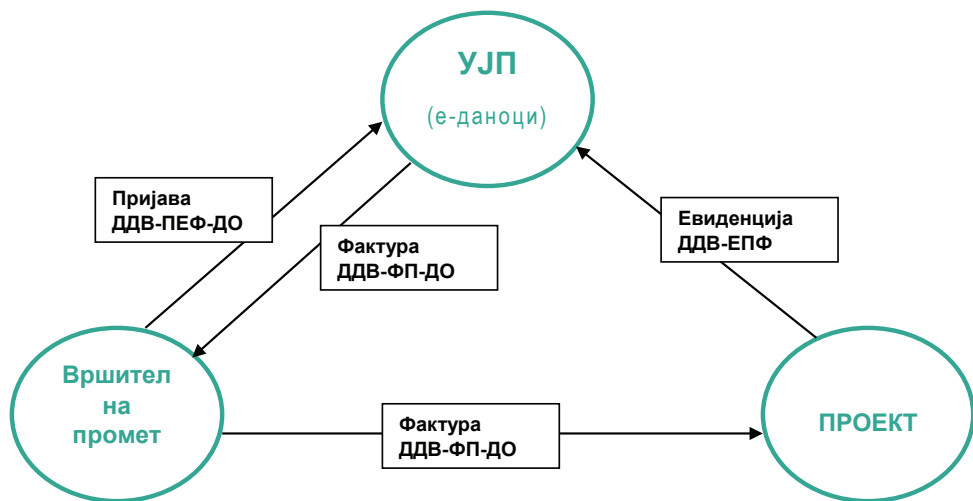 УЈП
(е-даноци)
Пријава
ДДВ-ПЕФ-ДО
Фактура
ДДВ-ФП-ДО
Евиденција
ДДВ-ЕПФ
Вршител
на
промет
Фактура
ДДВ-ФП-ДО
ПРОЕКТ